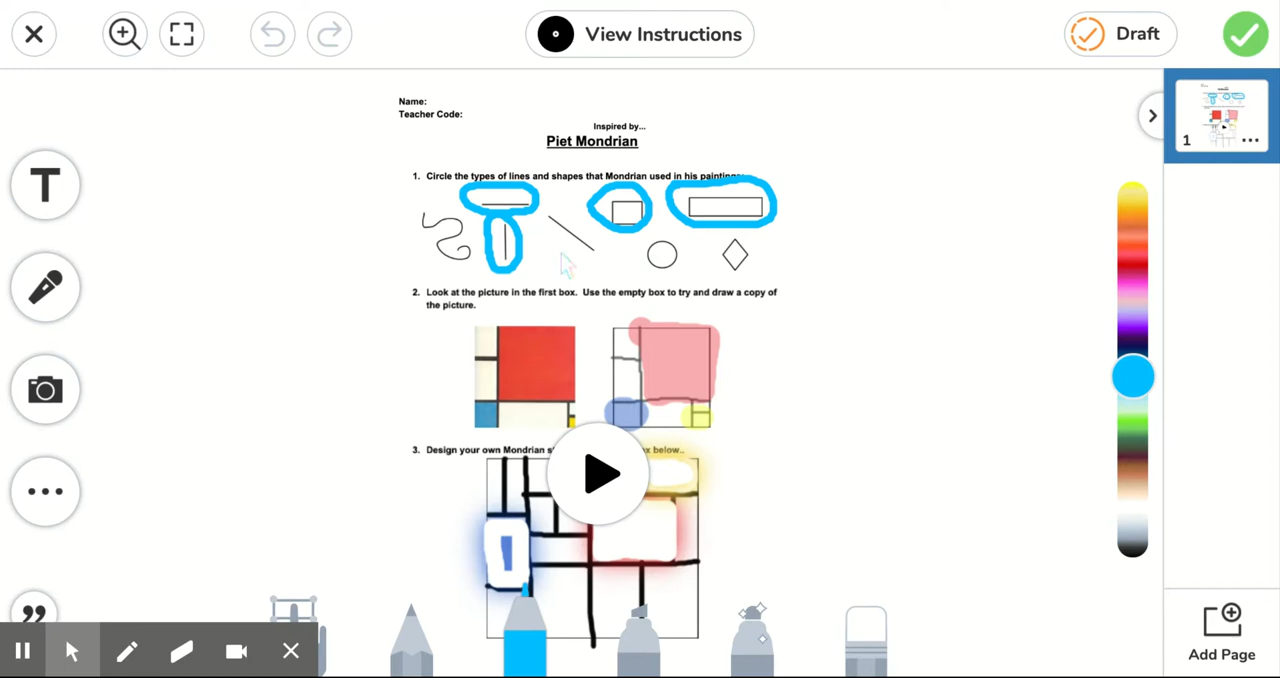 View Instructions
Draft
Name:
Teacher Code:
Inspired by...
Piet Mondrian
1. Circle the types of lines and shapes that Mondrian used in his
2. Look at the picture in the first box. Use the empty box to try and draw a copy of
the picture.
3. Design your own Mondrian below..
T
1
Add Page